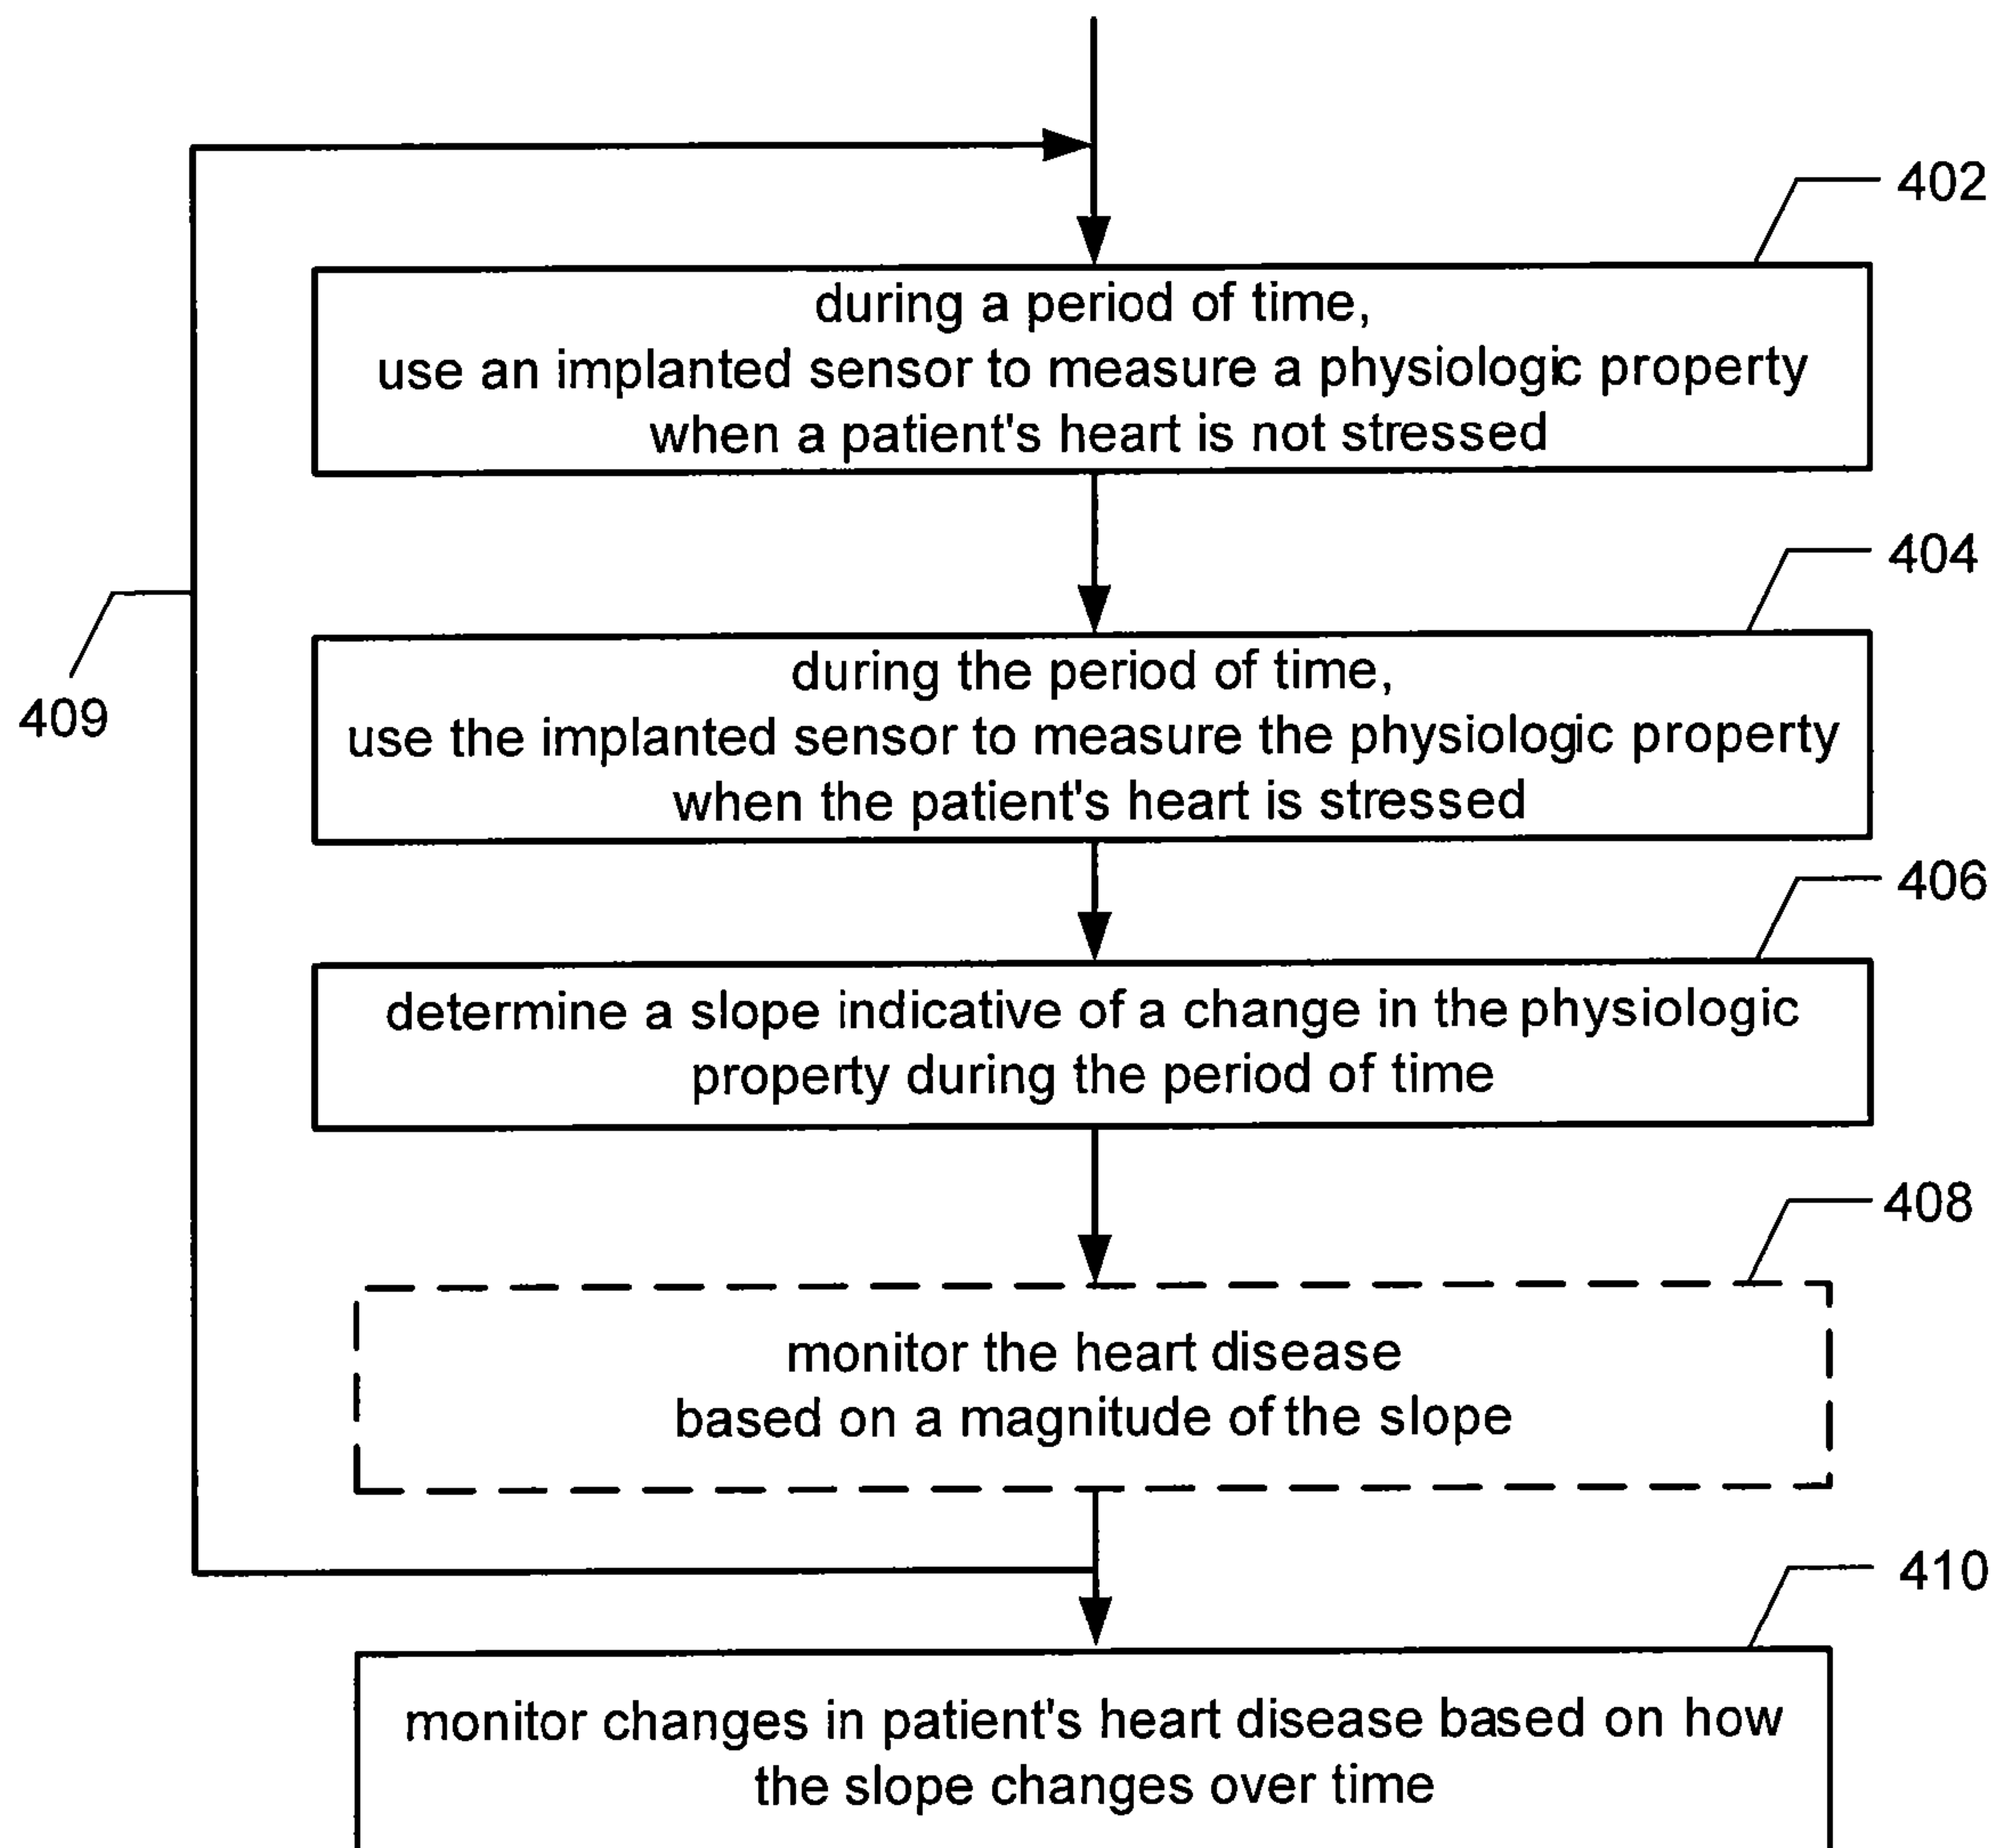 402
during a period of time,
use an implanted sensor to measure a physiologic property
when a patient's heart is not stressed
404
during the period of time,
use the implanted sensor to measure the physiologic property
when the patient's heart is stressed
409
406
determine a slope indicative of a change in the physiologic
property during the period of time
408
monitor the heart disease
based on a magnitude of the slope
410
monitor changes in patient's heart disease based on how
the slope changes over time